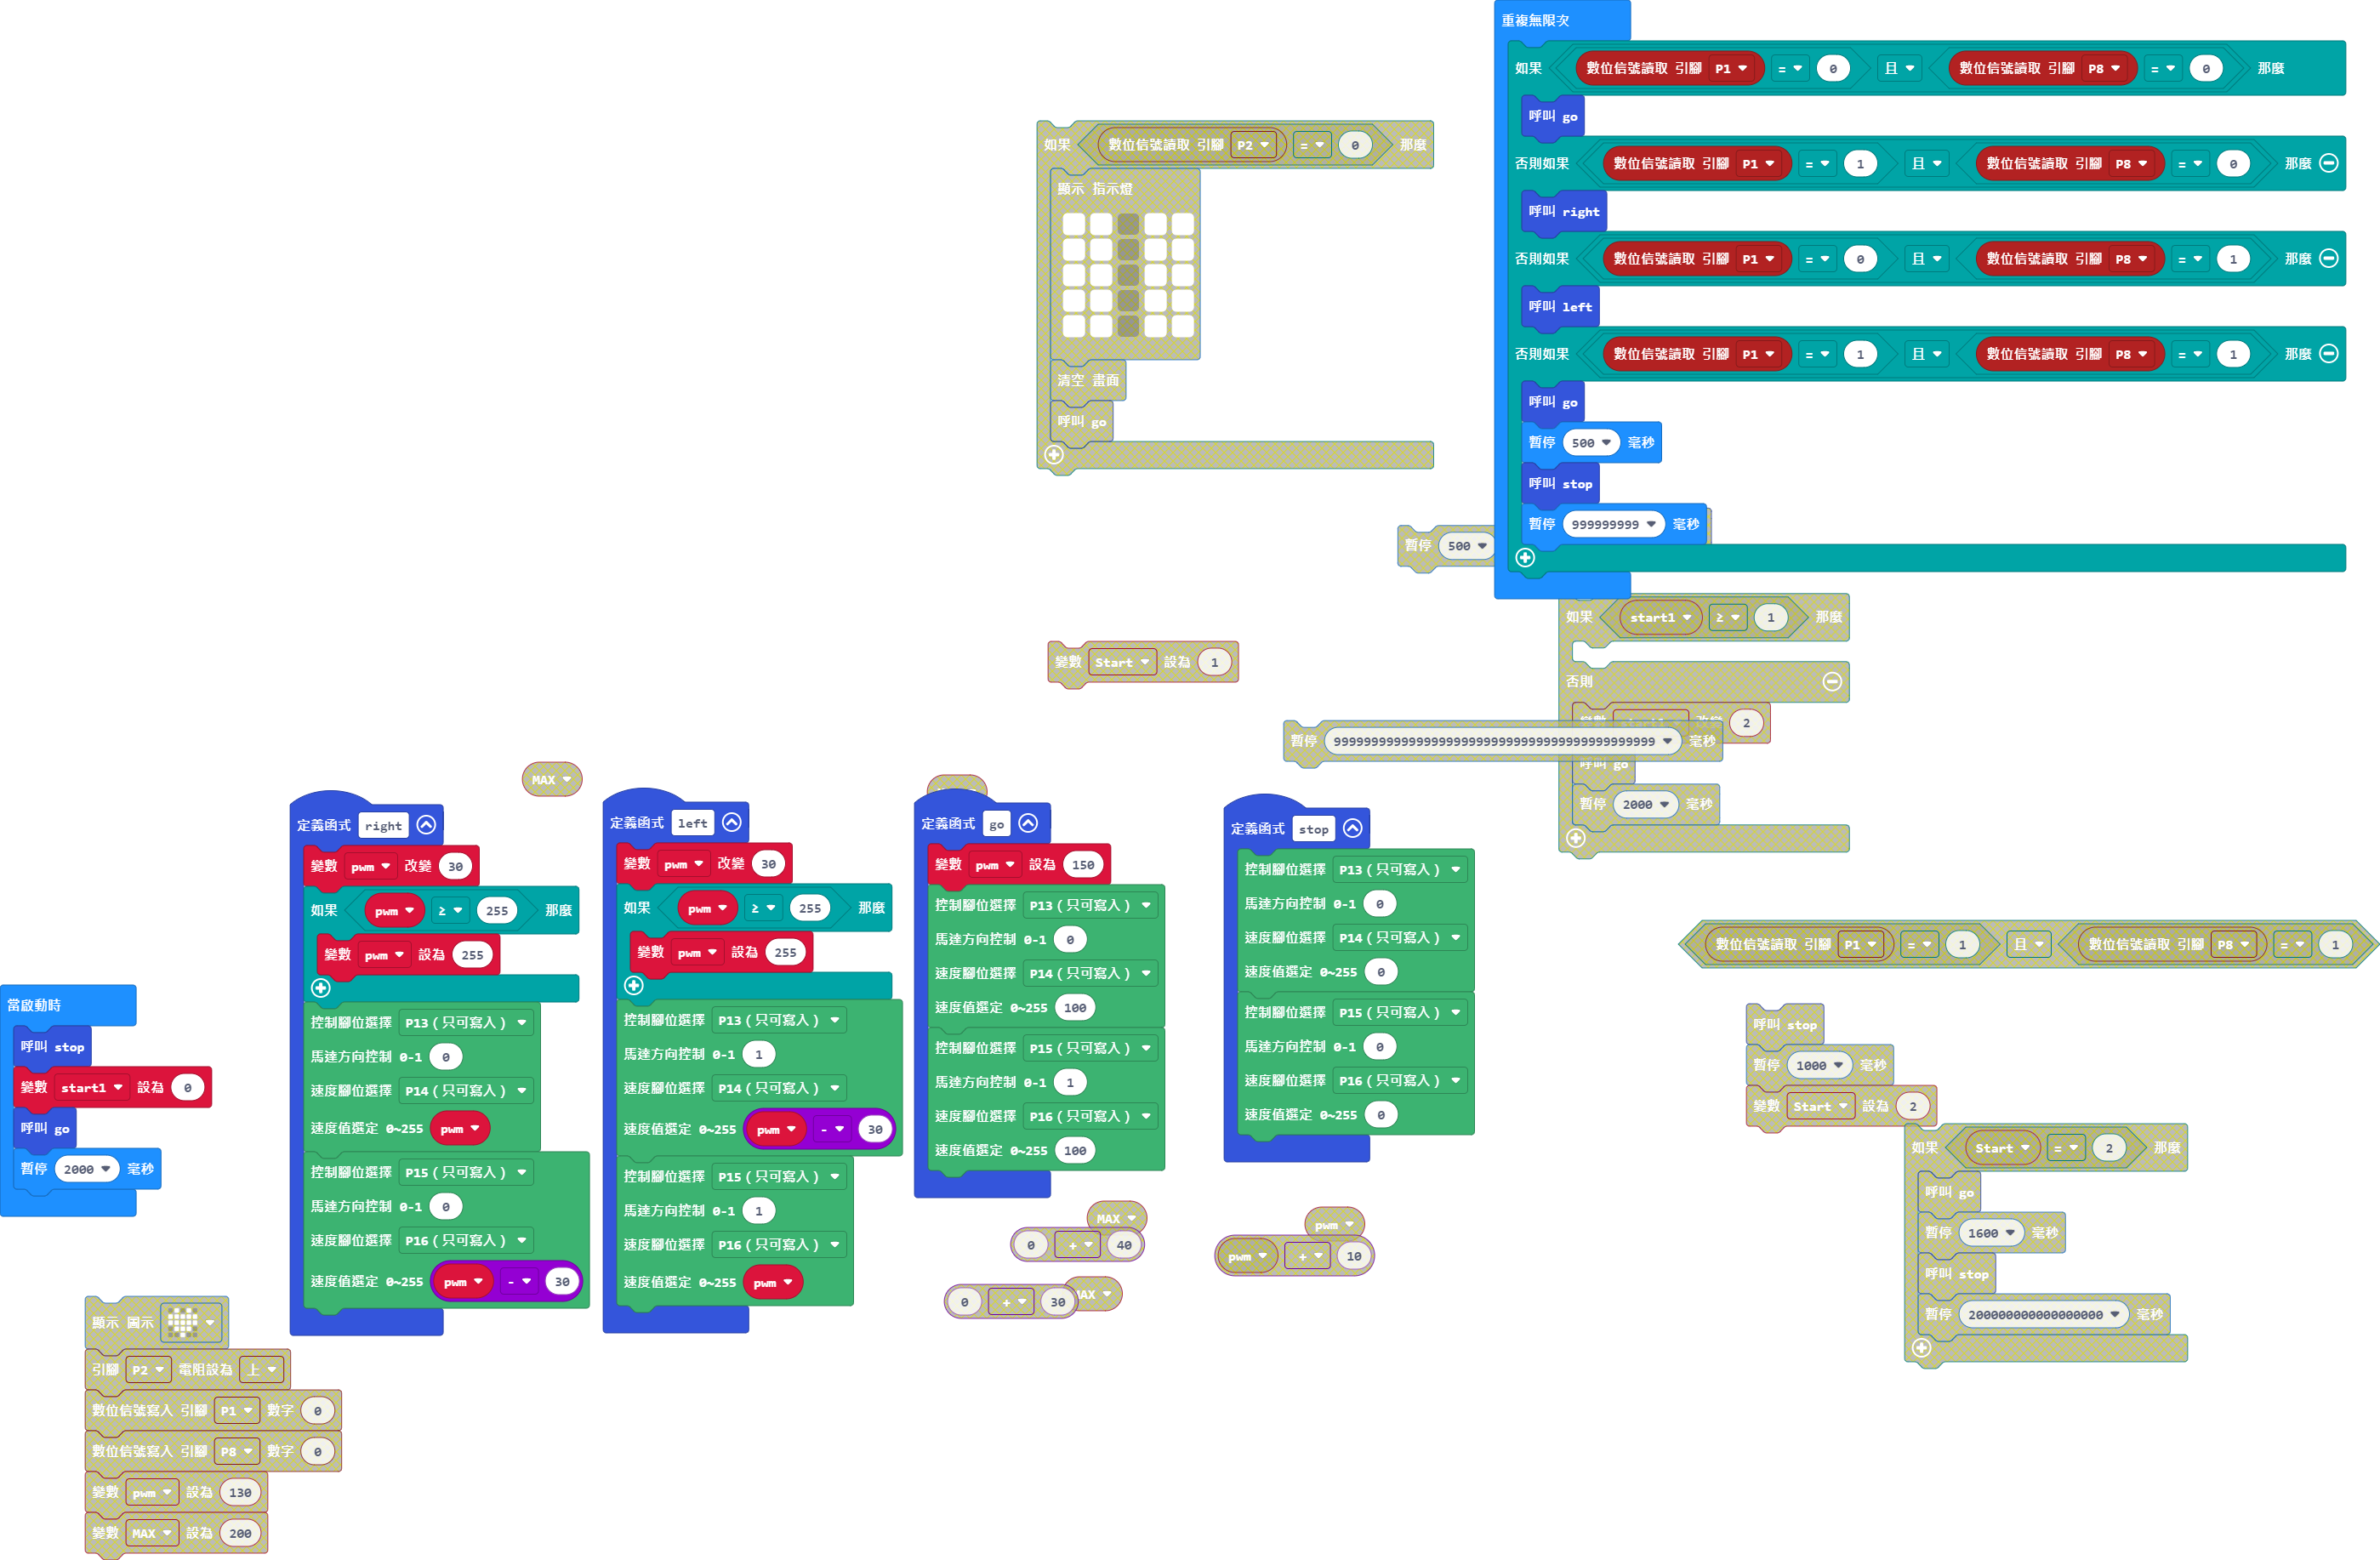 重複無限次
如果 數位信號讀取 引腳 P1 = 0 且 數位信號讀取 引腳 P8 = 0 那麼
呼叫 go
否則如果 數位信號讀取 引腳 P1 = 1 且 數位信號讀取 引腳 P8 = 0 那麼
呼叫 right
否則如果 數位信號讀取 引腳 P1 = 0 且 數位信號讀取 引腳 P8 = 1 那麼
呼叫 left
否則如果 數位信號讀取 引腳 P1 = 1 且 數位信號讀取 引腳 P8 = 1 那麼
呼叫 go
暫停 500 毫秒
呼叫 stop
暫停 999999999 毫秒
如果 數位信號讀取 引腳 P2 = 0 那麼
顯示 指示燈
清空 畫面
呼叫 go
暫停 500
如果 start1 ≥ 1 那麼
否則
2
呼叫 go
暫停 2000 毫秒
變數 Start 設為 1
暫停 毫秒
MAX
定義函式 right
變數 pwm 改變 30
如果 pwm ≥ 255 那麼
變數 pwm 設為 255
控制腳位選擇 P13（只可寫入）
馬達方向控制 0-1 0
速度腳位選擇 P14（只可寫入）
速度值選定 0~255 pwm
控制腳位選擇 P15（只可寫入）
馬達方向控制 0-1 0
速度腳位選擇 P16（只可寫入）
速度值選定 0~255 pwm - 30
定義函式 left
變數 pwm 改變 30
如果 pwm ≥ 255 那麼
變數 pwm 設為 255
控制腳位選擇 P13（只可寫入）
馬達方向控制 0-1 1
速度腳位選擇 P14（只可寫入）
速度值選定 0~255 pwm - 30
控制腳位選擇 P15（只可寫入）
馬達方向控制 0-1 1
速度腳位選擇 P16（只可寫入）
速度值選定 0~255 pwm
定義函式 go
變數 pwm 設為 150
控制腳位選擇 P13（只可寫入）
馬達方向控制 0-1 0
速度腳位選擇 P14（只可寫入）
速度值選定 0~255 100
控制腳位選擇 P15（只可寫入）
馬達方向控制 0-1 1
速度腳位選擇 P16（只可寫入）
速度值選定 0~255 100
定義函式 stop
控制腳位選擇 P13（只可寫入）
馬達方向控制 0-1 0
速度腳位選擇 P14（只可寫入）
速度值選定 0~255 0
控制腳位選擇 P15（只可寫入）
馬達方向控制 0-1 0
速度腳位選擇 P16（只可寫入）
速度值選定 0~255 0
當啟動時
呼叫 stop
變數 start1 設為 0
呼叫 go
暫停 2000 毫秒
數位信號讀取 引腳 P1 = 1 且 數位信號讀取 引腳 P8 = 1
呼叫 stop
暫停 1000 毫秒
變數 Start 設為 2
如果 Start = 2 那麼
呼叫 go
暫停 1600 毫秒
呼叫 stop
暫停 200000000000000000 毫秒
MAX
0 + 40
0 + 30
pwm
pwm + 10
顯示 圖示
引腳 P2 電阻設為 上
數位信號寫入 引腳 P1 數字 0
數位信號寫入 引腳 P8 數字 0
變數 pwm 設為 130
變數 MAX 設為 200